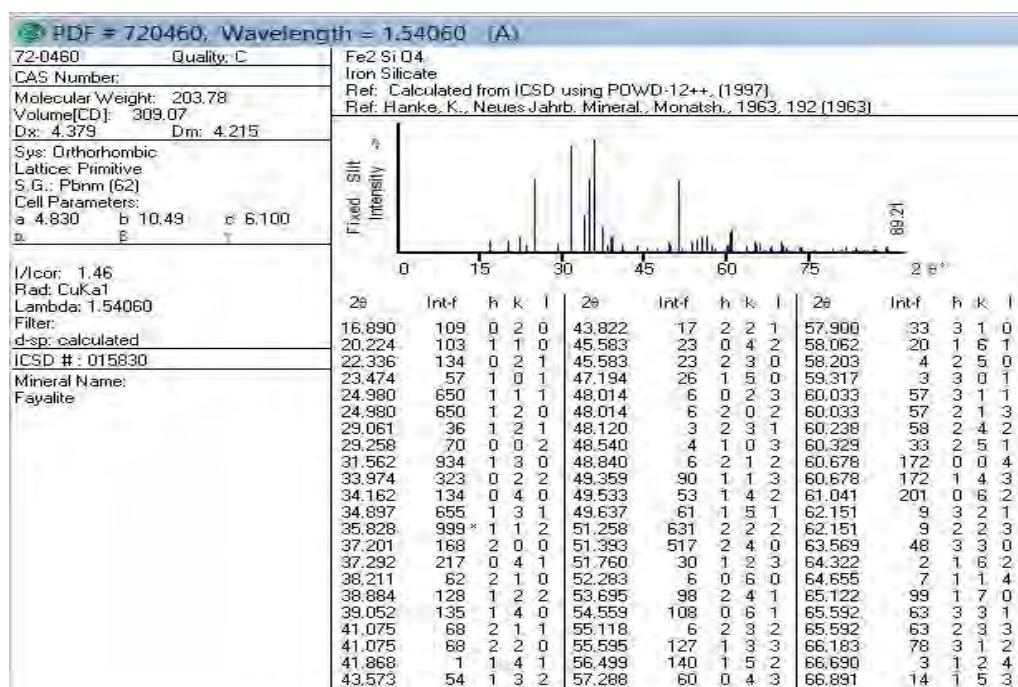 PDF # 720460, Wavelength = 1.54060 (A)
72-0460 Quality: C
CAS Number:
Molecular Weight: 203.78
Volume[CD]: 309.07
Dx: 4.379 Dm: 4.215
Sys: Orthorhombic
Lattice: Primitive
S.G.: Pbnm (62)
Cell Parameters:
a 4.830 b 10.49 c 6.100
I/Icor: 1.46
Rad: CuKa1
Lambda: 1.54060
Filter:
d-sp: calculated
ICSD # : 015830
Mineral Name:
Fayalite
Fe2 Si O4
Iron Silicate
Ref: Calculated from ICSD using POWD-12++, (1997)
Ref: Hanke, K., Neues Jahrb. Mineral., Monatsh., 1963, 192 (1963)
Fixed Slit
Intensity
89.21
0 15 30 45 60 75 2 θ°
2θ Int-f h k l 2θ Int-f h k l 2θ Int-f h k l
16.890 109 0 2 0 43.822 17 2 2 1 57.900 33 3 1 0
20.224 103 1 1 0 45.583 23 0 4 2 58.062 20 1 6 1
22.336 134 0 2 1 45.583 23 2 3 0 58.203 4 2 5 0
23.474 57 1 0 1 47.194 26 1 5 0 59.317 3 3 0 1
24.980 650 1 1 1 48.014 6 0 2 3 60.033 57 3 1 1
24.980 650 1 2 0 48.014 6 2 0 2 60.033 57 2 1 3
29.061 36 1 2 1 48.120 3 2 3 1 60.238 58 2 4 2
29.258 70 0 0 2 48.540 4 1 0 3 60.329 33 2 5 1
31.562 934 1 3 0 48.840 6 2 1 2 60.678 172 0 0 4
33.974 323 0 2 2 49.359 90 1 1 3 60.678 172 1 4 3
34.162 134 0 4 0 49.533 53 1 4 2 61.041 201 0 6 2
34.897 655 1 3 1 49.637 61 1 5 1 62.151 9 3 2 1
35.828 999 * 1 1 2 51.258 631 2 2 2 62.151 9 2 2 3
37.201 168 2 0 0 51.393 517 2 4 0 63.569 48 3 3 0
37.292 217 0 4 1 51.760 30 1 2 3 64.322 2 1 6 2
38.211 62 2 1 0 52.283 6 0 6 0 64.655 7 1 1 4
38.884 128 1 2 2 53.695 98 2 4 1 65.122 99 1 7 0
39.052 135 1 4 0 54.559 108 0 6 1 65.592 63 3 3 1
41.075 68 2 1 1 55.118 6 2 3 2 65.592 63 2 3 3
41.075 68 2 2 0 55.595 127 1 3 3 66.183 78 3 1 2
41.868 1 1 4 1 56.499 140 1 5 2 66.690 3 1 2 4
43.573 54 1 3 2 57.288 60 0 4 3 66.891 14 1 5 3